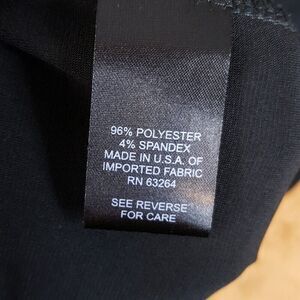 96% POLYESTER
4% SPANDEX
MADE IN U.S.A. OF
IMPORTED FABRIC
RN 63264
SEE REVERSE
FOR CARE